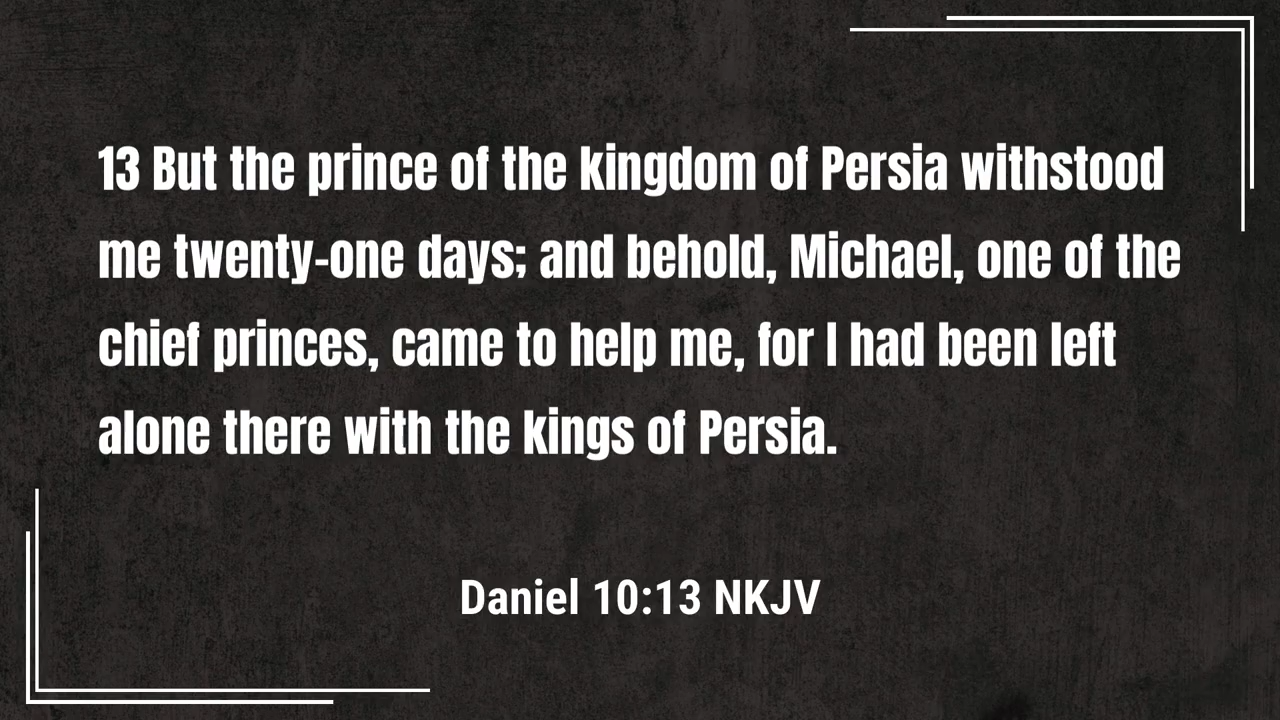 13 But the prince of the kingdom of Persia withstood
me twenty-one days; and behold, Michael, one of the
chief princes, came to help me, for I had been left
alone there with the kings of Persia.
Daniel 10:13 NKJV